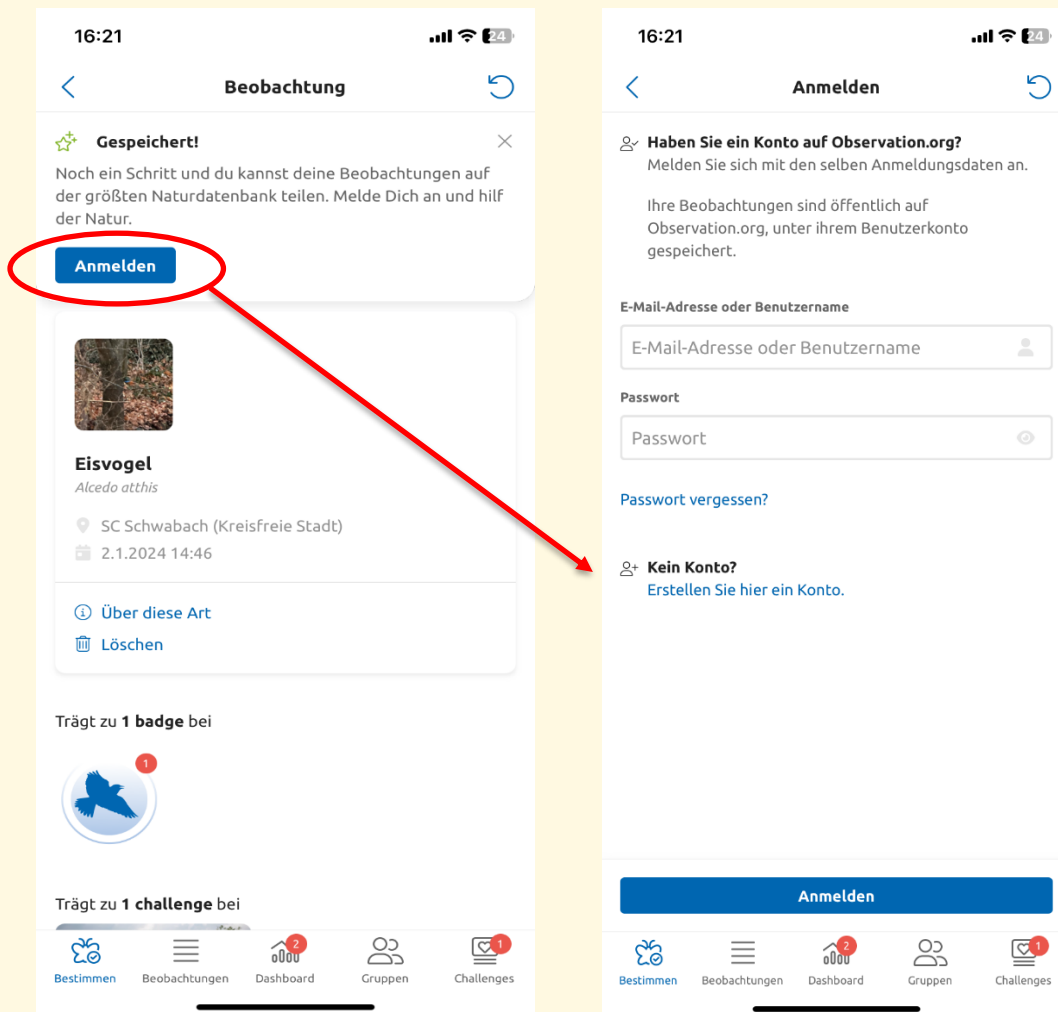 16:21
24
Beobachtung
Gespeichert!
Noch ein Schritt und du kannst deine Beobachtungen auf
der größten Naturdatenbank teilen. Melde Dich an und hilf
der Natur.
Anmelden
Eisvogel
Alcedo atthis
SC Schwabach (Kreisfreie Stadt)
2.1.2024 14:46
Über diese Art
Löschen
Trägt zu 1 badge bei
1
Trägt zu 1 challenge bei
2
1
Bestimmen Beobachtungen Dashboard Gruppen Challenges
16:21
24
Anmelden
Haben Sie ein Konto auf Observation.org?
Melden Sie sich mit den selben Anmeldungsdaten an.
Ihre Beobachtungen sind öffentlich auf
Observation.org, unter ihrem Benutzerkonto
gespeichert.
E-Mail-Adresse oder Benutzername
E-Mail-Adresse oder Benutzername
Passwort
Passwort
Passwort vergessen?
Kein Konto?
Erstellen Sie hier ein Konto.
Anmelden
2
1
Bestimmen Beobachtungen Dashboard Gruppen Challenges